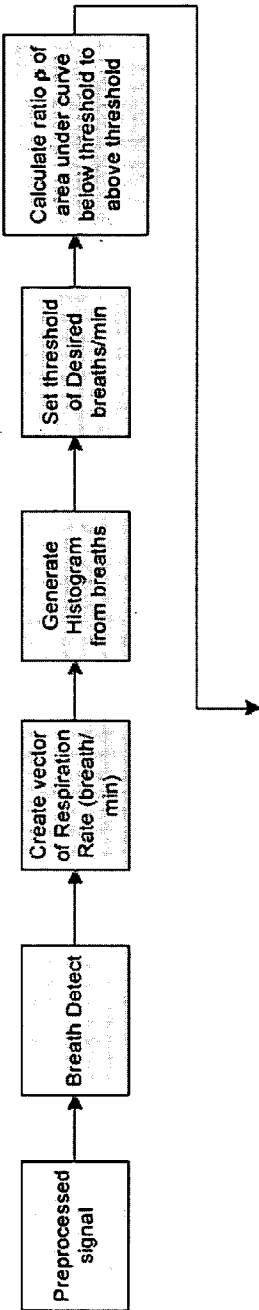 Preprocessed
signal
Breath Detect
Create vector
of Respiration
Rate (breath/
min)
Generate
Histogram
from breaths
Set threshold
of Desired
breaths/min
Calculate ratio p of
area under curve
below threshold to
above threshold